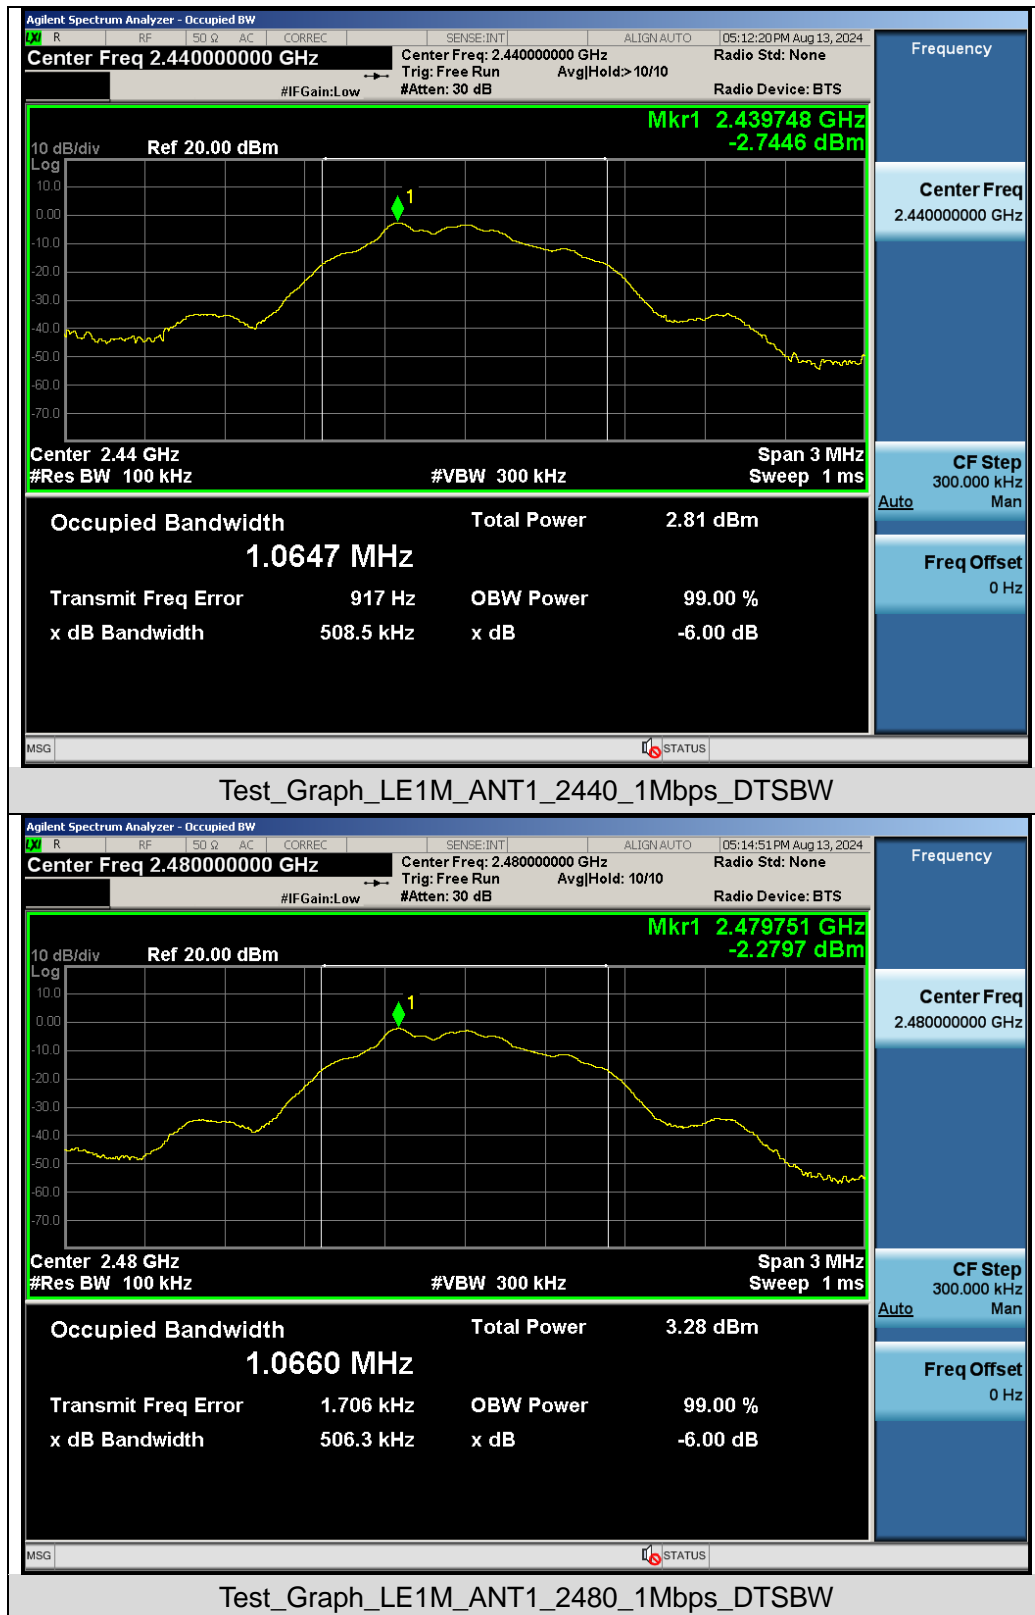 Agilent Spectrum Analyzer - Occupied BW
LXI R RF 50 Ω AC CORREC SENSE:INT ALIGN AUTO 05:12:20 PM Aug 13, 2024
Center Freq 2.440000000 GHz
Center Freq: 2.440000000 GHz Radio Std: None
Trig: Free Run Avg|Hold:> 10/10
#IFGain:Low #Atten: 30 dB Radio Device: BTS
Frequency
Mkr1 2.439748 GHz
-2.7446 dBm
10 dB/div Ref 20.00 dBm
Log
10.0
0.00
-10.0
-20.0
-30.0
-40.0
-50.0
-60.0
-70.0
1
Center 2.44 GHz Span 3 MHz
#Res BW 100 kHz #VBW 300 kHz Sweep 1 ms
Center Freq
2.440000000 GHz
CF Step
300.000 kHz
Auto Man
Freq Offset
0 Hz
Occupied Bandwidth Total Power 2.81 dBm
1.0647 MHz
Transmit Freq Error 917 Hz OBW Power 99.00 %
x dB Bandwidth 508.5 kHz x dB -6.00 dB
MSG STATUS
Test_Graph_LE1M_ANT1_2440_1Mbps_DTSBW
Agilent Spectrum Analyzer - Occupied BW
LXI R RF 50 Ω AC CORREC SENSE:INT ALIGN AUTO 05:14:51 PM Aug 13, 2024
Center Freq 2.480000000 GHz
Center Freq: 2.480000000 GHz Radio Std: None
Trig: Free Run Avg|Hold: 10/10
#IFGain:Low #Atten: 30 dB Radio Device: BTS
Frequency
Mkr1 2.479751 GHz
-2.2797 dBm
10 dB/div Ref 20.00 dBm
Log
10.0
0.00
-10.0
-20.0
-30.0
-40.0
-50.0
-60.0
-70.0
1
Center 2.48 GHz Span 3 MHz
#Res BW 100 kHz #VBW 300 kHz Sweep 1 ms
Center Freq
2.480000000 GHz
CF Step
300.000 kHz
Auto Man
Freq Offset
0 Hz
Occupied Bandwidth Total Power 3.28 dBm
1.0660 MHz
Transmit Freq Error 1.706 kHz OBW Power 99.00 %
x dB Bandwidth 506.3 kHz x dB -6.00 dB
MSG STATUS
Test_Graph_LE1M_ANT1_2480_1Mbps_DTSBW